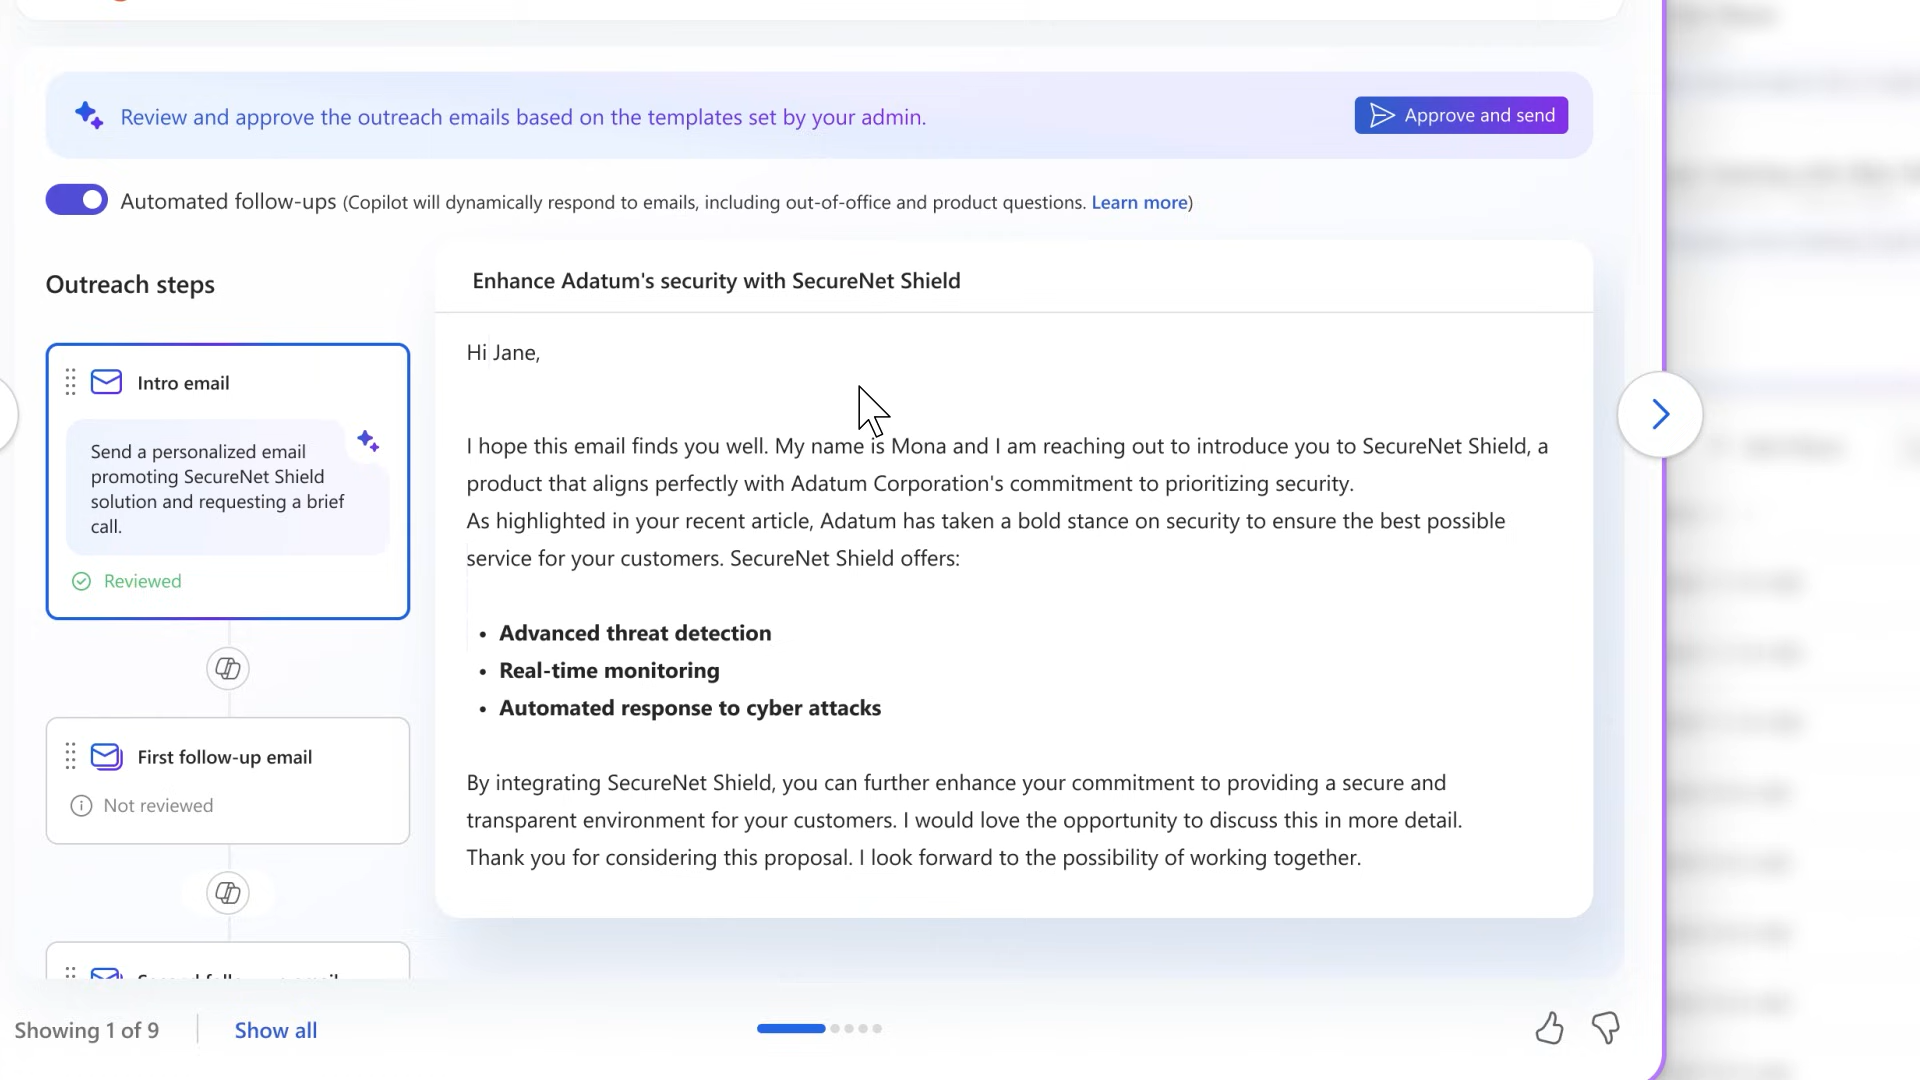 Review and approve the outreach emails based on the templates set by your admin.
Approve and send
Automated follow-ups (Copilot will dynamically respond to emails, including out-of-office and product questions. Learn more)
Outreach steps
Intro email
Send a personalized email
promoting SecureNet Shield
solution and requesting a brief
call.
Reviewed
First follow-up email
Not reviewed
Enhance Adatum's security with SecureNet Shield
Hi Jane,
I hope this email finds you well. My name is Mona and I am reaching out to introduce you to SecureNet Shield, a
product that aligns perfectly with Adatum Corporation's commitment to prioritizing security.
As highlighted in your recent article, Adatum has taken a bold stance on security to ensure the best possible
service for your customers. SecureNet Shield offers:
• Advanced threat detection
• Real-time monitoring
• Automated response to cyber attacks
By integrating SecureNet Shield, you can further enhance your commitment to providing a secure and
transparent environment for your customers. I would love the opportunity to discuss this in more detail.
Thank you for considering this proposal. I look forward to the possibility of working together.
Showing 1 of 9
Show all